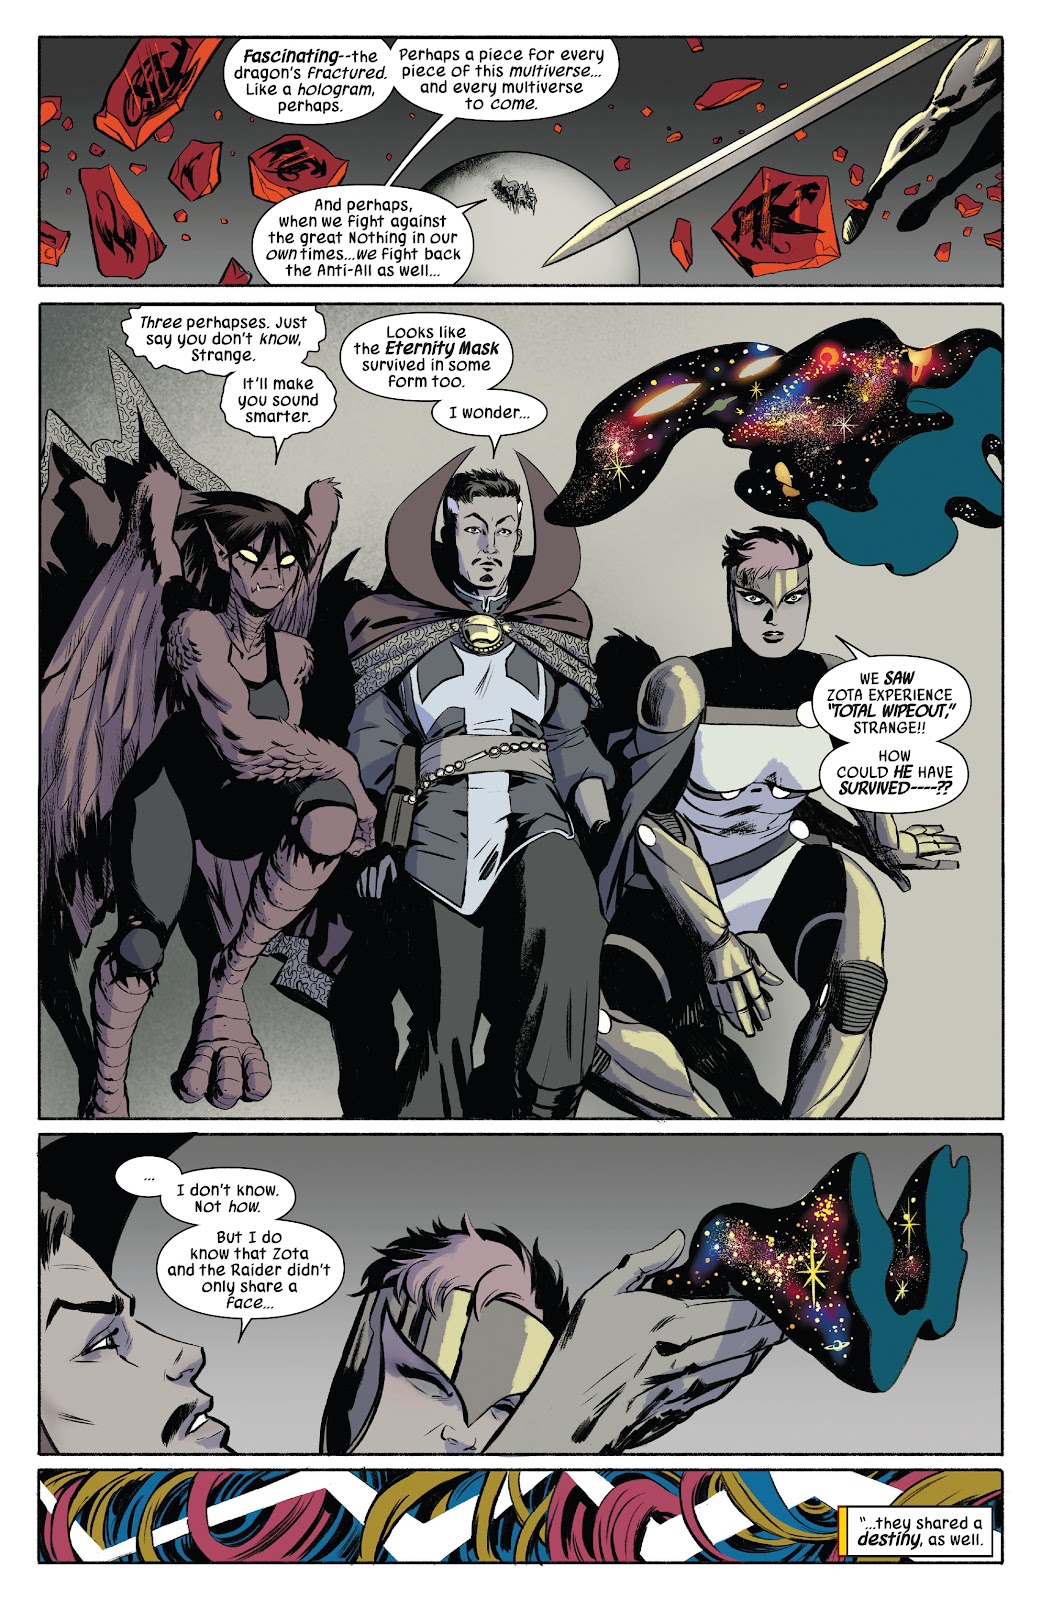 Fascinating--the
dragon's fractured.
Like a hologram,
perhaps.
Perhaps a piece for every
piece of this multiverse...
and every multiverse
to come.
And perhaps,
when we fight against
the great Nothing in our
own times...we fight back
the Anti-All as well...
Three perhapses. Just
say you don't know,
Strange.
It'll make
you sound
smarter.
Looks like
the Eternity Mask
survived in some
form too.
I wonder...
WE SAW
ZOTA EXPERIENCE
"TOTAL WIPEOUT,"
STRANGE!!
HOW
COULD HE HAVE
SURVIVED----??
...
I don't know.
Not how.
But I do
know that Zota
and the Raider didn't
only share a
face...
"...they shared a
destiny, as well.